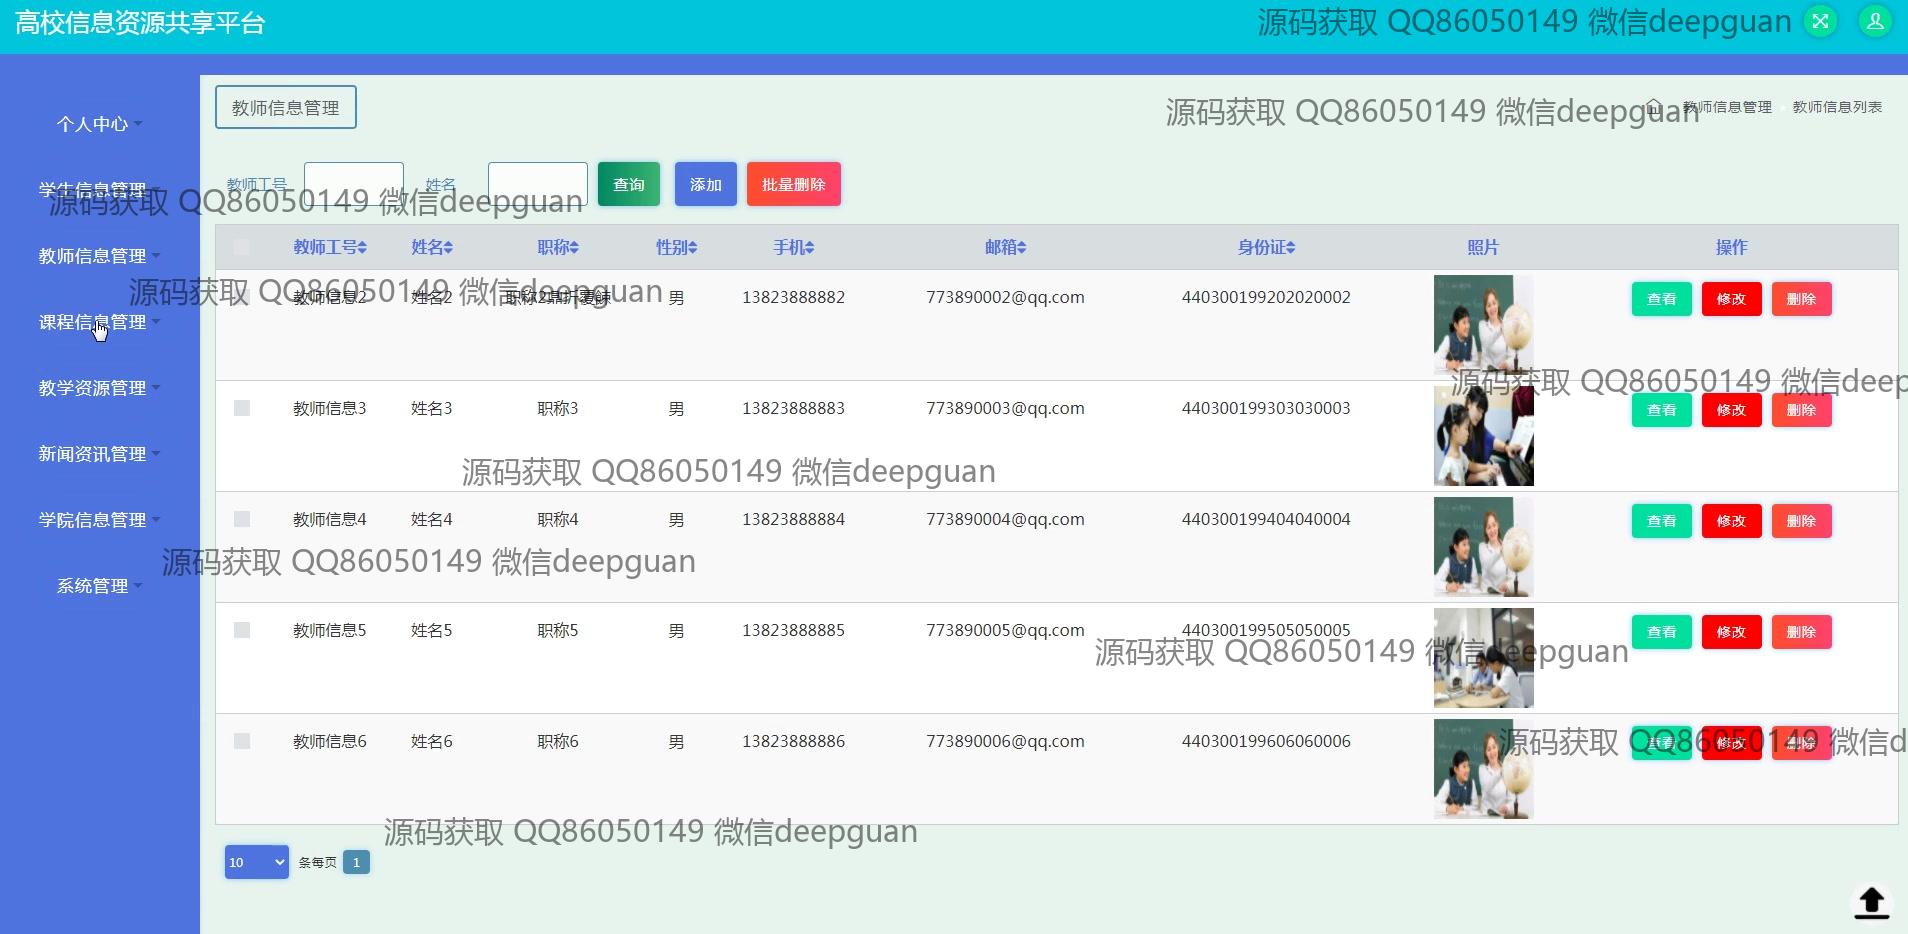 高校信息资源共享平台
源码获取 QQ86050149 微信deepguan
教师信息管理
源码获取 QQ86050149 微信deepguan
教师信息管理 教师信息列表
个人中心
学生信息管理
教师信息管理
课程信息管理
教学资源管理
新闻资讯管理
学院信息管理
系统管理
教师工号 姓名 查询 添加 批量删除
源码获取 QQ86050149 微信deepguan
教师工号 姓名 职称 性别 手机 邮箱 身份证 照片 操作
教师信息2 姓名2 男 13823888882 773890002@qq.com 440300199202020002 查看 修改 删除
源码获取 QQ86050149 微信deepguan
源码获取 QQ86050149 微信deep
教师信息3 姓名3 职称3 男 13823888883 773890003@qq.com 440300199303030003 查看 修改 删除
源码获取 QQ86050149 微信deepguan
教师信息4 姓名4 职称4 男 13823888884 773890004@qq.com 440300199404040004 查看 修改 删除
源码获取 QQ86050149 微信deepguan
教师信息5 姓名5 职称5 男 13823888885 773890005@qq.com 440300199505050005 查看 修改 删除
源码获取 QQ86050149 微信deepguan
教师信息6 姓名6 职称6 男 13823888886 773890006@qq.com 440300199606060006 查看 修改 删除
源码获取 QQ86050149 微信d
源码获取 QQ86050149 微信deepguan
10 条每页 1